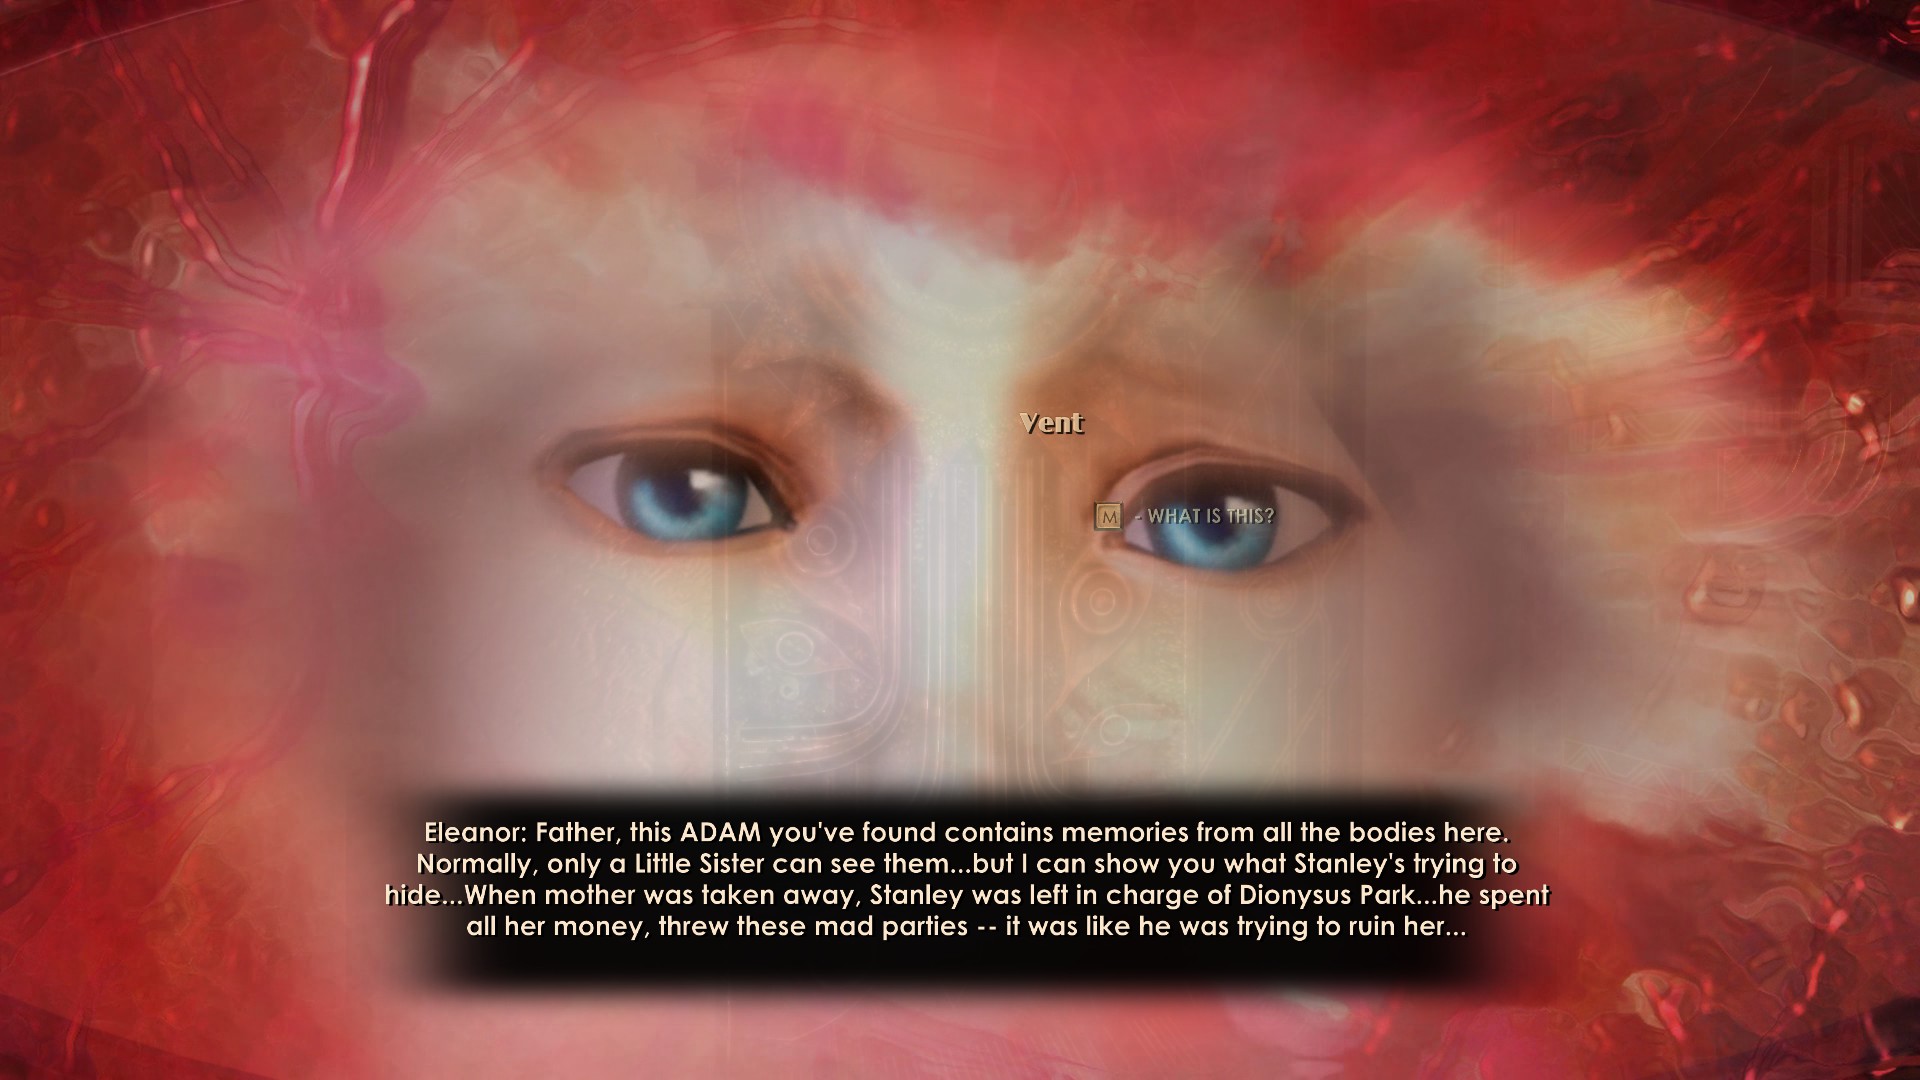 Vent
M - WHAT IS THIS?
Eleanor: Father, this ADAM you've found contains memories from all the bodies here.
Normally, only a Little Sister can see them...but I can show you what Stanley's trying to
hide...When mother was taken away, Stanley was left in charge of Dionysus Park...he spent
all her money, threw these mad parties -- it was like he was trying to ruin her...